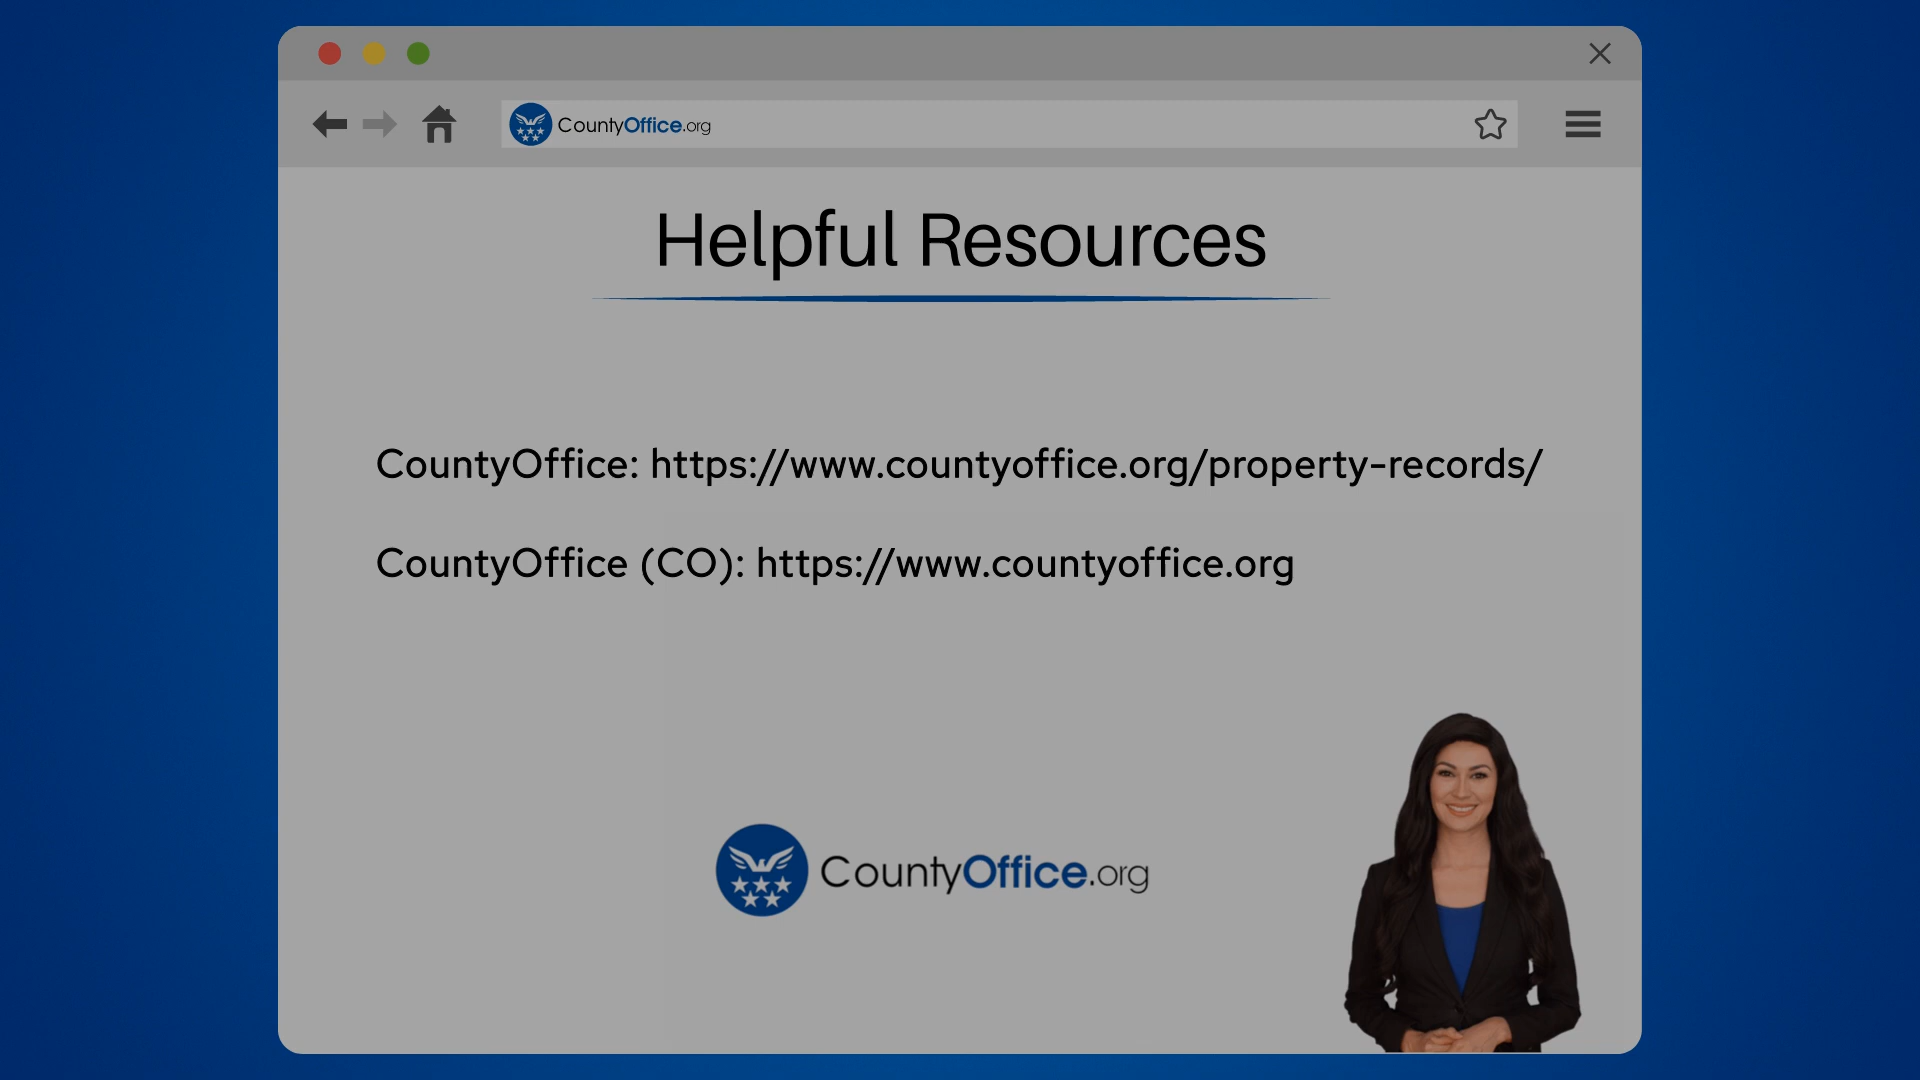 CountyOffice.org
Helpful Resources
CountyOffice: https://www.countyoffice.org/property-records/
CountyOffice (CO): https://www.countyoffice.org
CountyOffice.org